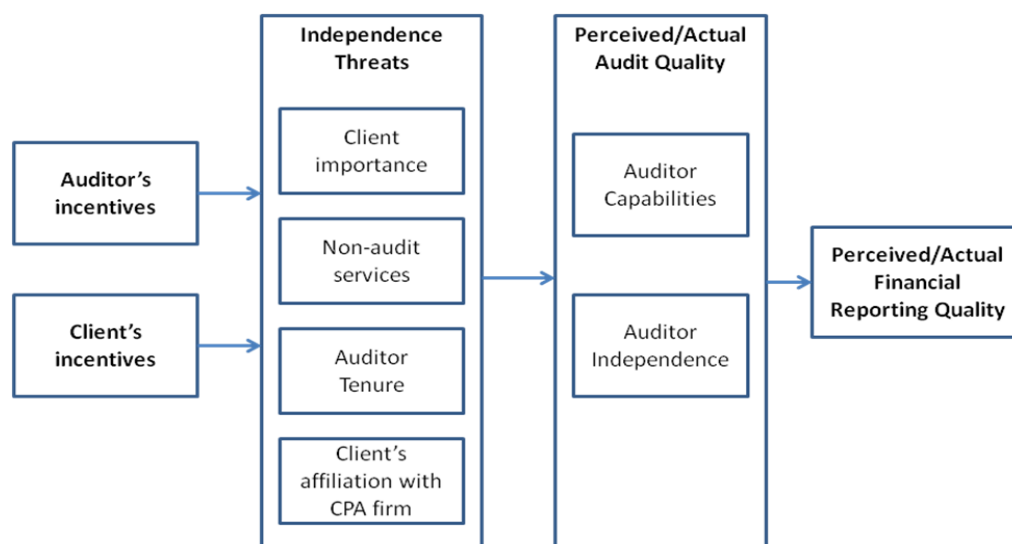 Auditor's
incentives
Client's
incentives
Independence
Threats
Client
importance
Non-audit
services
Auditor
Tenure
Client's
affiliation with
CPA firm
Perceived/Actual
Audit Quality
Auditor
Capabilities
Auditor
Independence
Perceived/Actual
Financial
Reporting Quality